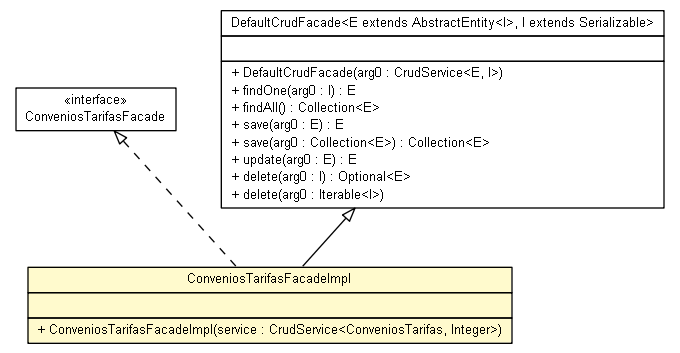 DefaultCrudFacade<E extends AbstractEntity<I>, I extends Serializable>
+ DefaultCrudFacade(arg0 : CrudService<E, I>)
+ findOne(arg0 : I) : E
+ findAll() : Collection<E>
+ save(arg0 : E) : E
+ save(arg0 : Collection<E>) : Collection<E>
+ update(arg0 : E) : E
+ delete(arg0 : I) : Optional<E>
+ delete(arg0 : Iterable<I>)
«interface»
ConveniosTarifasFacade
ConveniosTarifasFacadeImpl
+ ConveniosTarifasFacadeImpl(service : CrudService<ConveniosTarifas, Integer>)